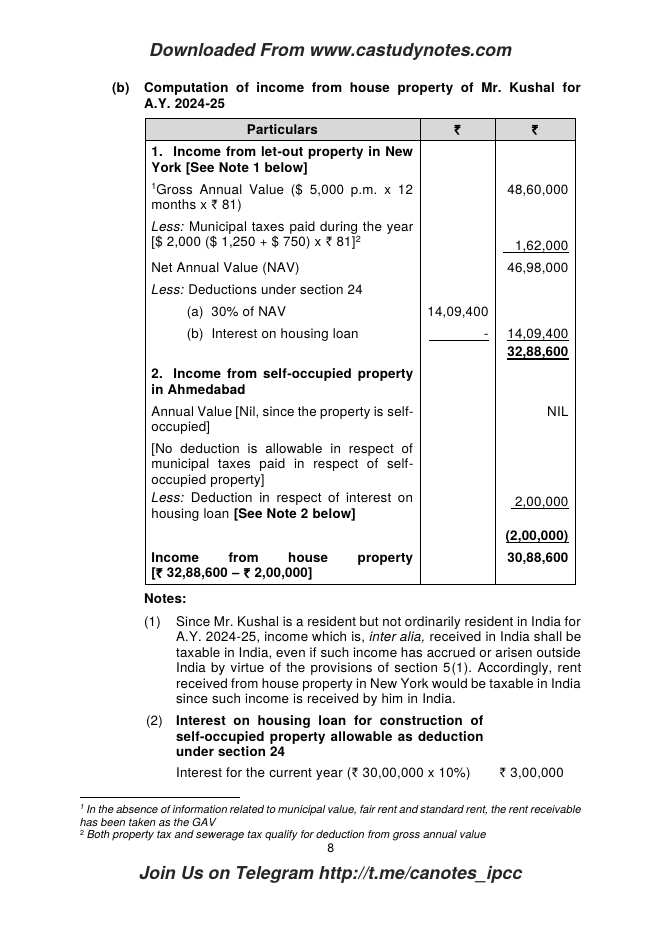 Downloaded From www.castudynotes.com
(b) Computation of income from house property of Mr. Kushal for
A.Y. 2024-25
Particulars ₹ ₹
1. Income from let-out property in New
York [See Note 1 below]
1Gross Annual Value ($ 5,000 p.m. x 12 48,60,000
months x ₹ 81)
Less: Municipal taxes paid during the year
[$ 2,000 ($ 1,250 + $ 750) x ₹ 81]2 1,62,000
Net Annual Value (NAV) 46,98,000
Less: Deductions under section 24
(a) 30% of NAV 14,09,400
(b) Interest on housing loan - 14,09,400
32,88,600
2. Income from self-occupied property
in Ahmedabad
Annual Value [Nil, since the property is self- NIL
occupied]
[No deduction is allowable in respect of
municipal taxes paid in respect of self-
occupied property]
Less: Deduction in respect of interest on 2,00,000
housing loan [See Note 2 below]
(2,00,000)
Income from house property 30,88,600
[₹ 32,88,600 – ₹ 2,00,000]
Notes:
(1) Since Mr. Kushal is a resident but not ordinarily resident in India for
A.Y. 2024-25, income which is, inter alia, received in India shall be
taxable in India, even if such income has accrued or arisen outside
India by virtue of the provisions of section 5(1). Accordingly, rent
received from house property in New York would be taxable in India
since such income is received by him in India.
(2) Interest on housing loan for construction of
self-occupied property allowable as deduction
under section 24
Interest for the current year (₹ 30,00,000 x 10%) ₹ 3,00,000
1 In the absence of information related to municipal value, fair rent and standard rent, the rent receivable
has been taken as the GAV
2 Both property tax and sewerage tax qualify for deduction from gross annual value
8
Join Us on Telegram http://t.me/canotes_ipcc